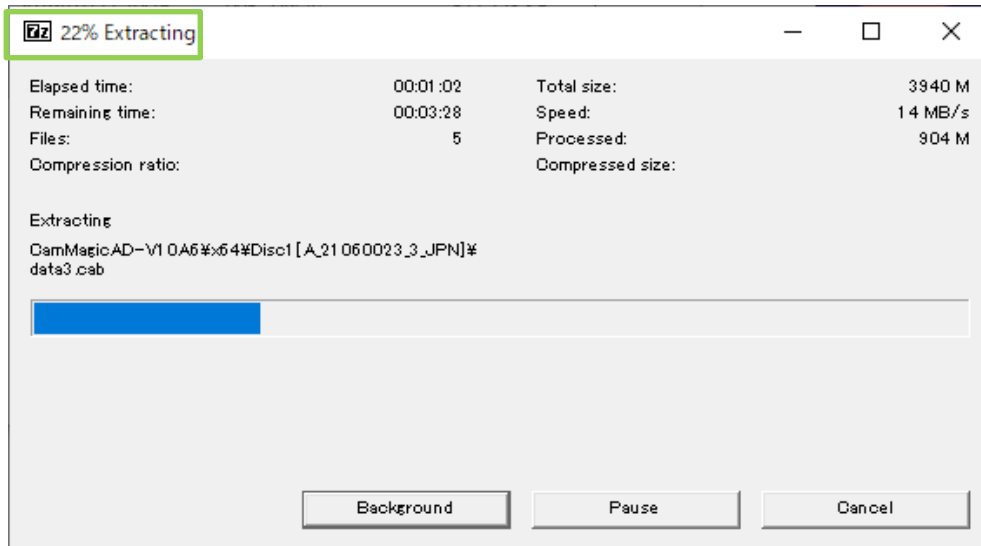 7z 22% Extracting
Elapsed time: 00:01:02 Total size: 3940 M
Remaining time: 00:03:28 Speed: 14 MB/s
Files: 5 Processed: 904 M
Compression ratio: Compressed size:
Extracting
CamMagicAD-V10A6¥x64¥Disc1[A_21060023_3_JPN]¥
data3.cab
Background Pause Cancel